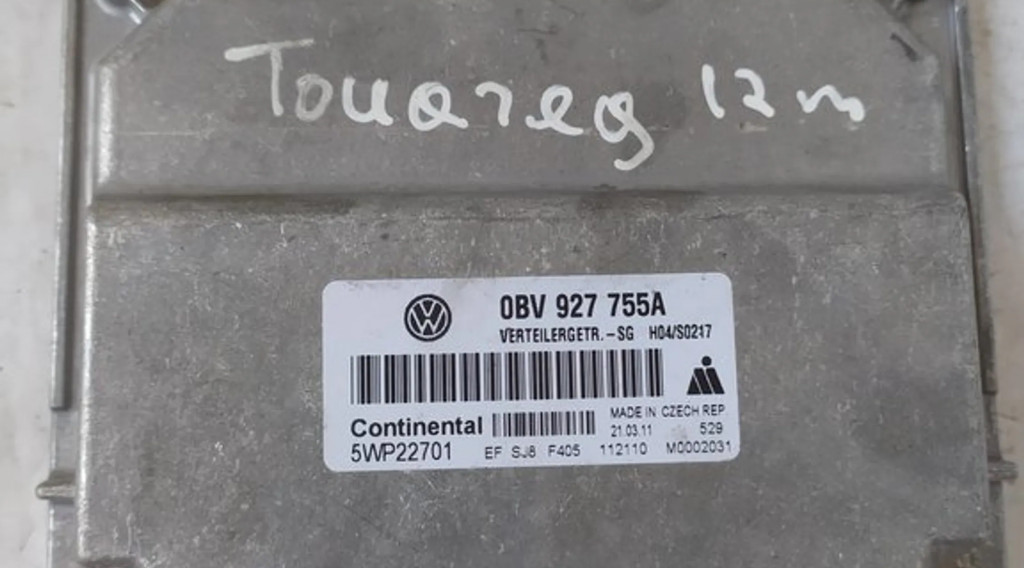 Touareg 12m
0BV 927 755A
VERTEILERGETR.-SG H04/S0217
MADE IN CZECH REP
Continental 21.03.11 529
5WP22701 EF SJ8 F405 112110 M0002031